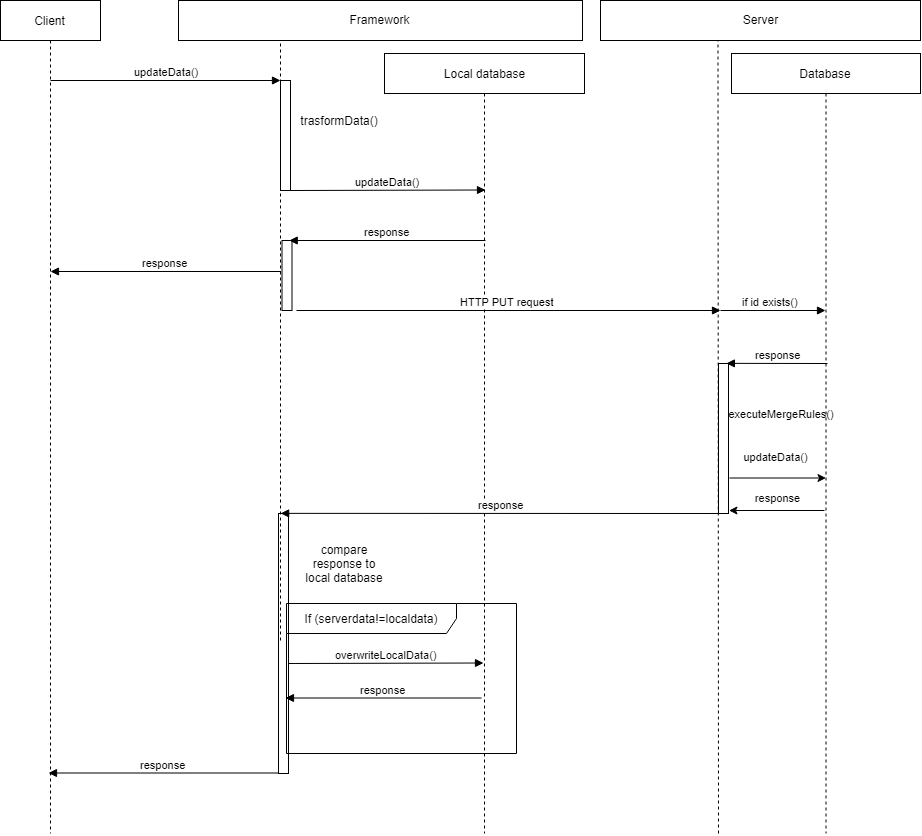 Client
Framework
Server
Local database
Database
updateData()
trasformData()
updateData()
response
response
HTTP PUT request
if id exists()
response
executeMergeRules()
updateData()
response
response
compare
response to
local database
If (serverdata!=localdata)
overwriteLocalData()
response
response